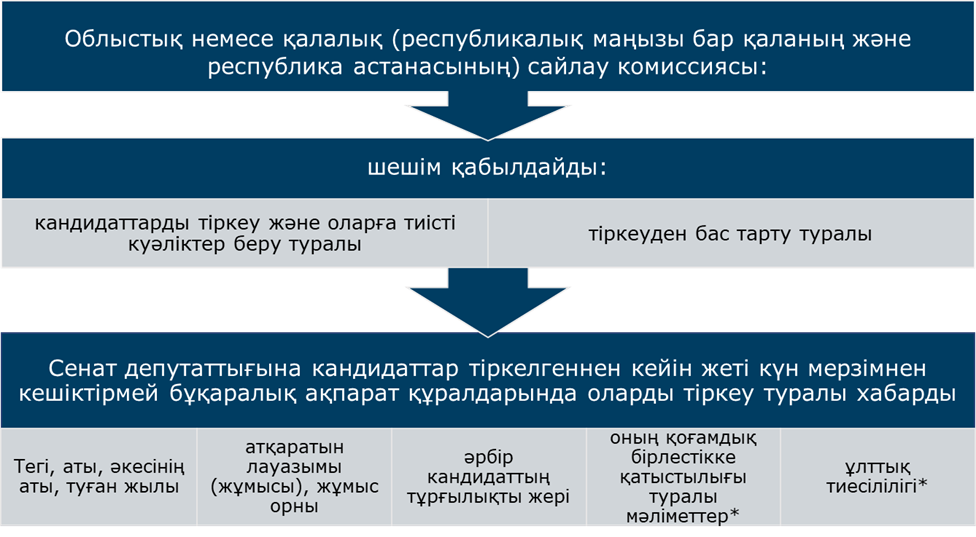 Облыстық немесе қалалық (республикалық маңызы бар қаланың және
республика астанасының) сайлау комиссиясы:
шешім қабылдайды:
кандидаттарды тіркеу және оларға тиісті
куәліктер беру туралы
тіркеуден бас тарту туралы
Сенат депутаттығына кандидаттар тіркелгеннен кейін жеті күн мерзімнен
кешіктірмей бұқаралық ақпарат құралдарында оларды тіркеу туралы хабарды
Тегі, аты, әкесінің
аты, туған жылы
атқаратын
лауазымы
(жұмысы), жұмыс
орны
әрбір
кандидаттың
тұрғылықты жері
оның қоғамдық
бірлестікке
қатыстылығы
туралы
мәліметтер*
ұлттық
тиесілілігі*